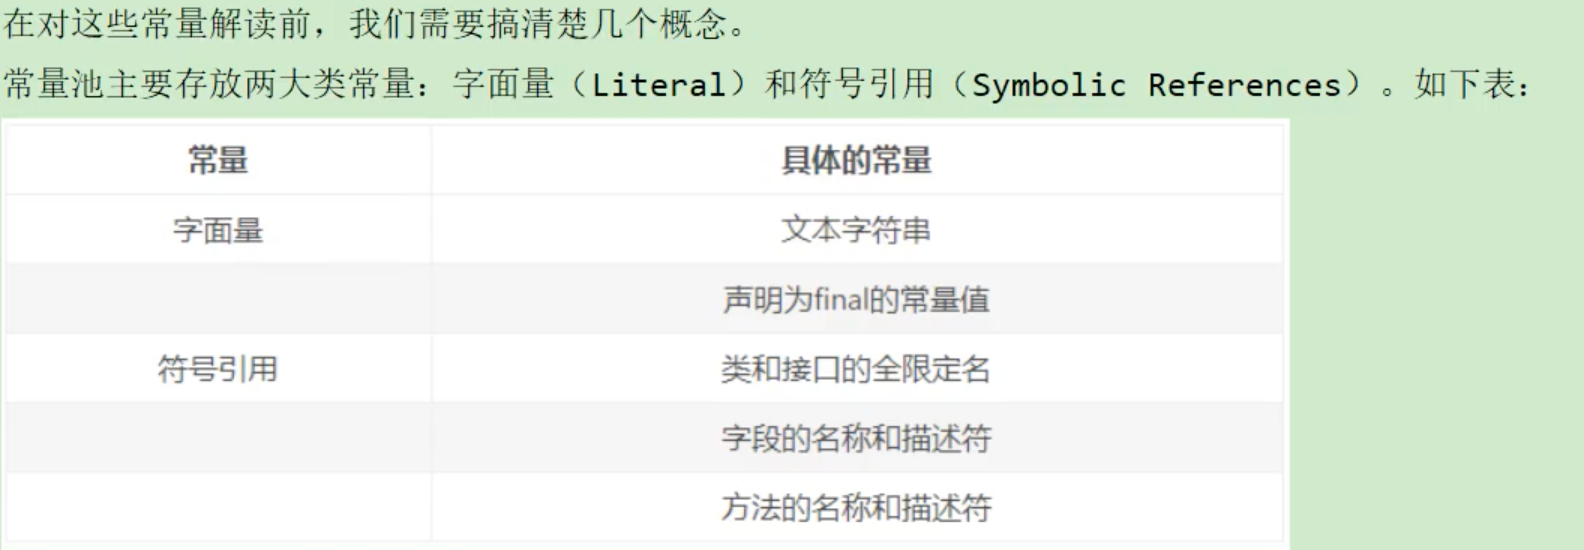 在对这些常量解读前，我们需要搞清楚几个概念。
常量池主要存放两大类常量：字面量（Literal）和符号引用（Symbolic References）。如下表：
常量 具体的常量
字面量 文本字符串
声明为final的常量值
符号引用 类和接口的全限定名
字段的名称和描述符
方法的名称和描述符